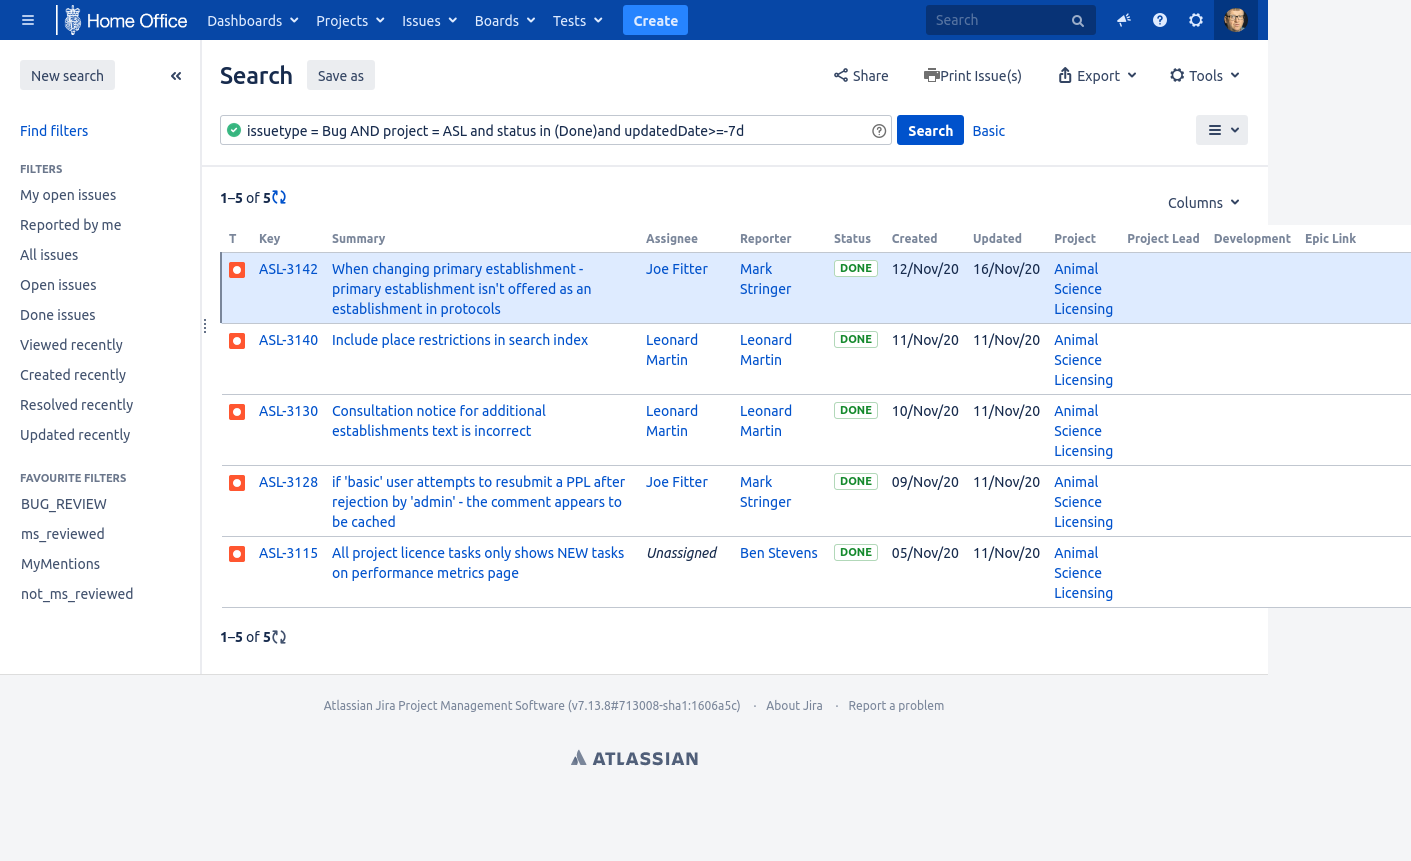 Home Office Dashboards Projects Issues Boards Tests Create Search
New search
Find filters
FILTERS
My open issues
Reported by me
All issues
Open issues
Done issues
Viewed recently
Created recently
Resolved recently
Updated recently
FAVOURITE FILTERS
BUG_REVIEW
ms_reviewed
MyMentions
not_ms_reviewed
Search Save as Share Print Issue(s) Export Tools
issuetype = Bug AND project = ASL and status in (Done)and updatedDate>=-7d Search Basic
1–5 of 5
Columns
T Key Summary Assignee Reporter Status Created Updated Project Project Lead Development Epic Link
ASL-3142 When changing primary establishment - Joe Fitter Mark DONE 12/Nov/20 16/Nov/20 Animal
primary establishment isn't offered as an Stringer Science
establishment in protocols Licensing
ASL-3140 Include place restrictions in search index Leonard Leonard DONE 11/Nov/20 11/Nov/20 Animal
Martin Martin Science
Licensing
ASL-3130 Consultation notice for additional Leonard Leonard DONE 10/Nov/20 11/Nov/20 Animal
establishments text is incorrect Martin Martin Science
Licensing
ASL-3128 if 'basic' user attempts to resubmit a PPL after Joe Fitter Mark DONE 09/Nov/20 11/Nov/20 Animal
rejection by 'admin' - the comment appears to Stringer Science
be cached Licensing
ASL-3115 All project licence tasks only shows NEW tasks Unassigned Ben Stevens DONE 05/Nov/20 11/Nov/20 Animal
on performance metrics page Science
Licensing
1–5 of 5
Atlassian Jira Project Management Software (v7.13.8#713008-sha1:1606a5c) · About Jira · Report a problem
ATLASSIAN